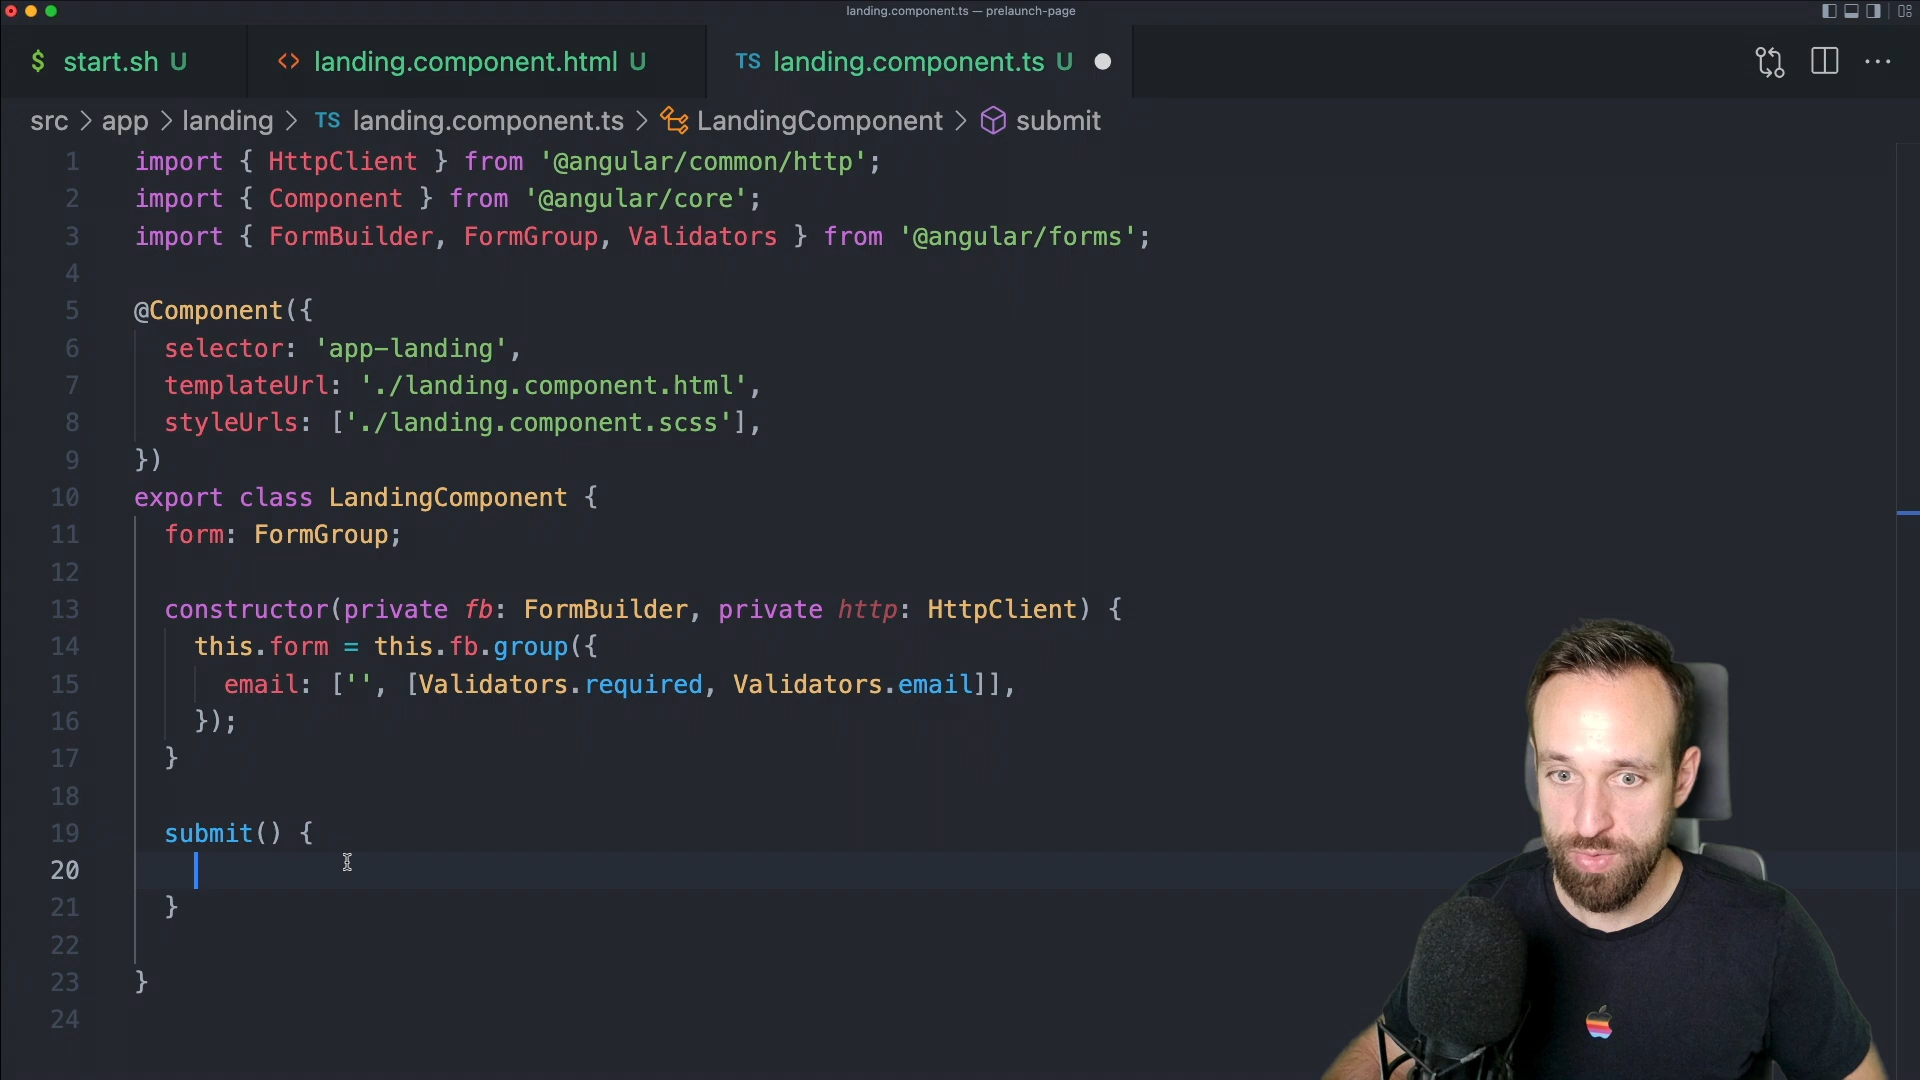 landing.component.ts — prelaunch-page
$ start.sh U
<> landing.component.html U
TS landing.component.ts U
src > app > landing > TS landing.component.ts > LandingComponent > submit
1 import { HttpClient } from '@angular/common/http';
2 import { Component } from '@angular/core';
3 import { FormBuilder, FormGroup, Validators } from '@angular/forms';
4
5 @Component({
6 selector: 'app-landing',
7 templateUrl: './landing.component.html',
8 styleUrls: ['./landing.component.scss'],
9 })
10 export class LandingComponent {
11 form: FormGroup;
12
13 constructor(private fb: FormBuilder, private http: HttpClient) {
14 this.form = this.fb.group({
15 email: ['', [Validators.required, Validators.email]],
16 });
17 }
18
19 submit() {
20
21 }
22
23 }
24